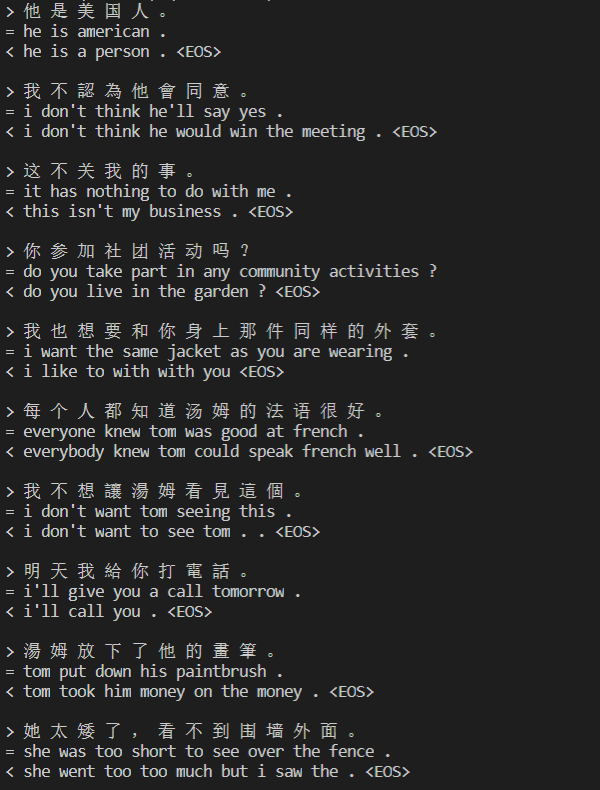 > 他 是 美 国 人 。
= he is american .
< he is a person . <EOS>
> 我 不 認 為 他 會 同 意 。
= i don't think he'll say yes .
< i don't think he would win the meeting . <EOS>
> 这 不 关 我 的 事 。
= it has nothing to do with me .
< this isn't my business . <EOS>
> 你 参 加 社 团 活 动 吗 ?
= do you take part in any community activities ?
< do you live in the garden ? <EOS>
> 我 也 想 要 和 你 身 上 那 件 同 样 的 外 套 。
= i want the same jacket as you are wearing .
< i like to with with you <EOS>
> 每 个 人 都 知 道 汤 姆 的 法 语 很 好 。
= everyone knew tom was good at french .
< everybody knew tom could speak french well . <EOS>
> 我 不 想 讓 湯 姆 看 見 這 個 。
= i don't want tom seeing this .
< i don't want to see tom . . <EOS>
> 明 天 我 給 你 打 電 話 。
= i'll give you a call tomorrow .
< i'll call you . <EOS>
> 湯 姆 放 下 了 他 的 畫 筆 。
= tom put down his paintbrush .
< tom took him money on the money . <EOS>
> 她 太 矮 了 , 看 不 到 围 墙 外 面 。
= she was too short to see over the fence .
< she went too too much but i saw the . <EOS>